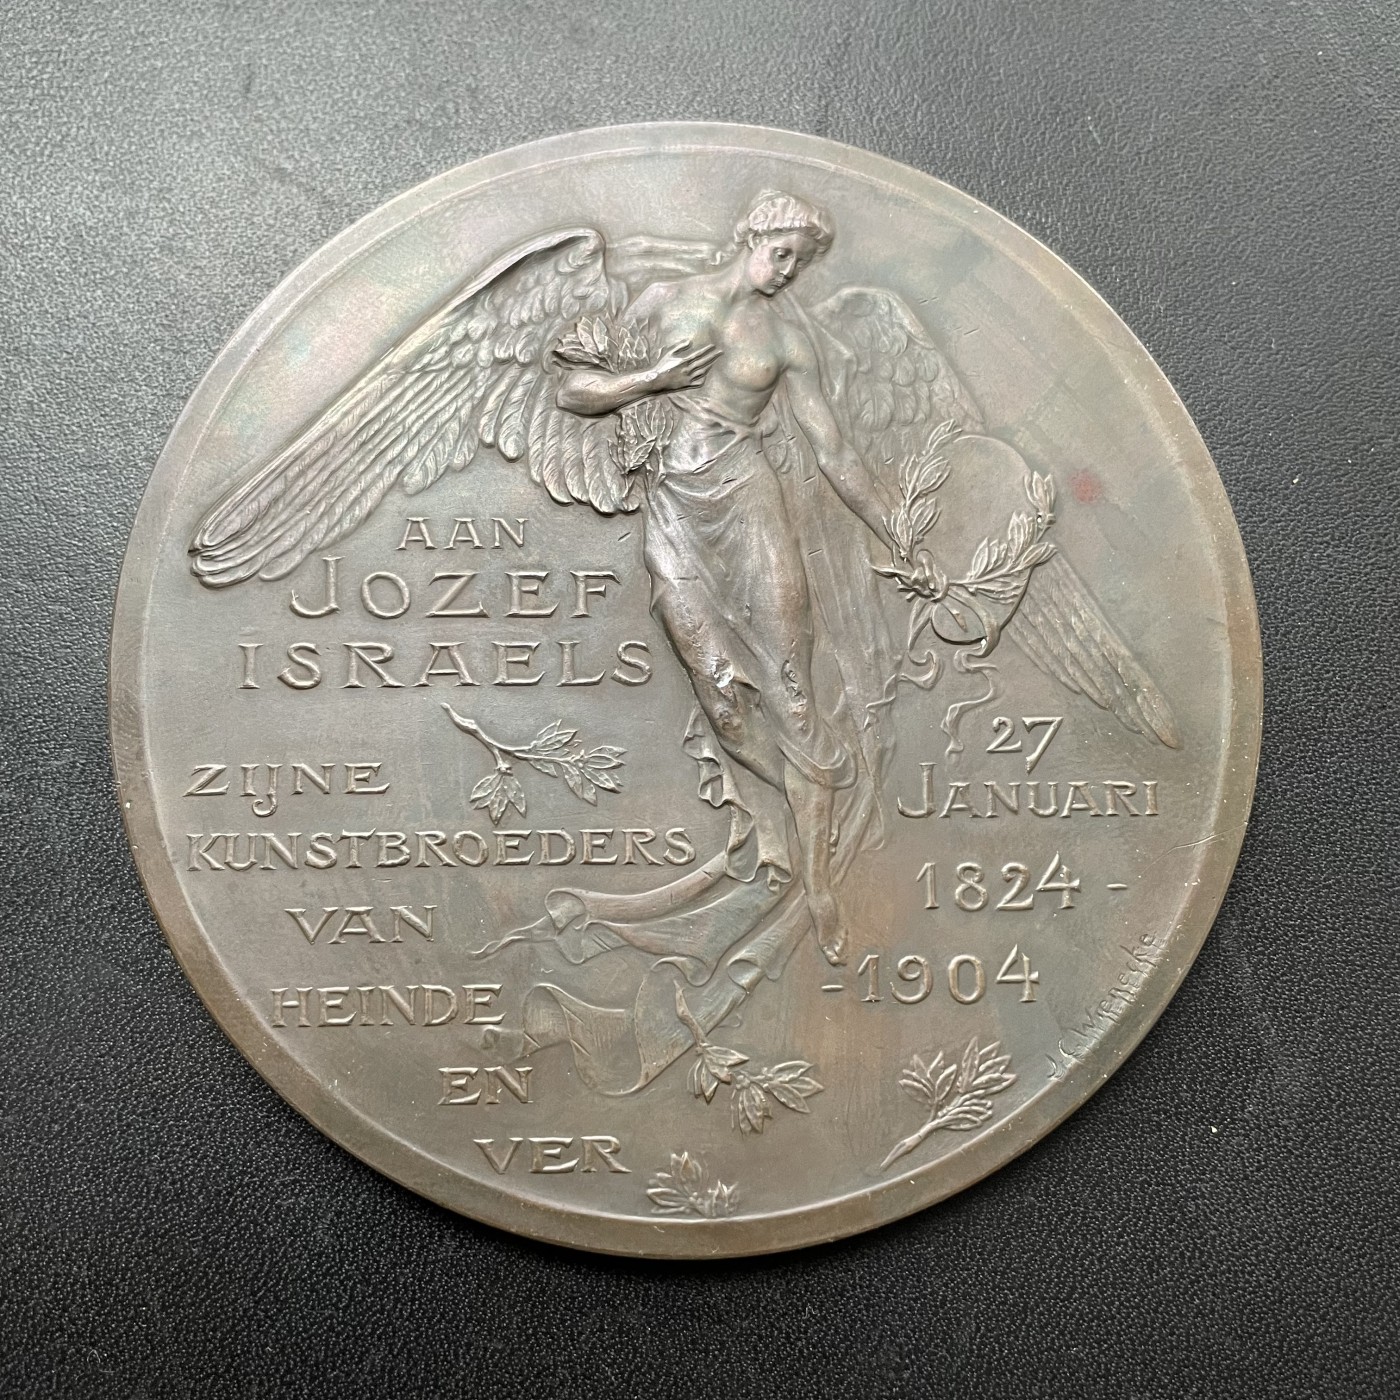 AAN
JOZEF
ISRAELS
ZIJNE
KUNSTBROEDERS
VAN
HEINDE
EN
VER
27
JANUARI
1824-
-1904
J.C. Wienecke